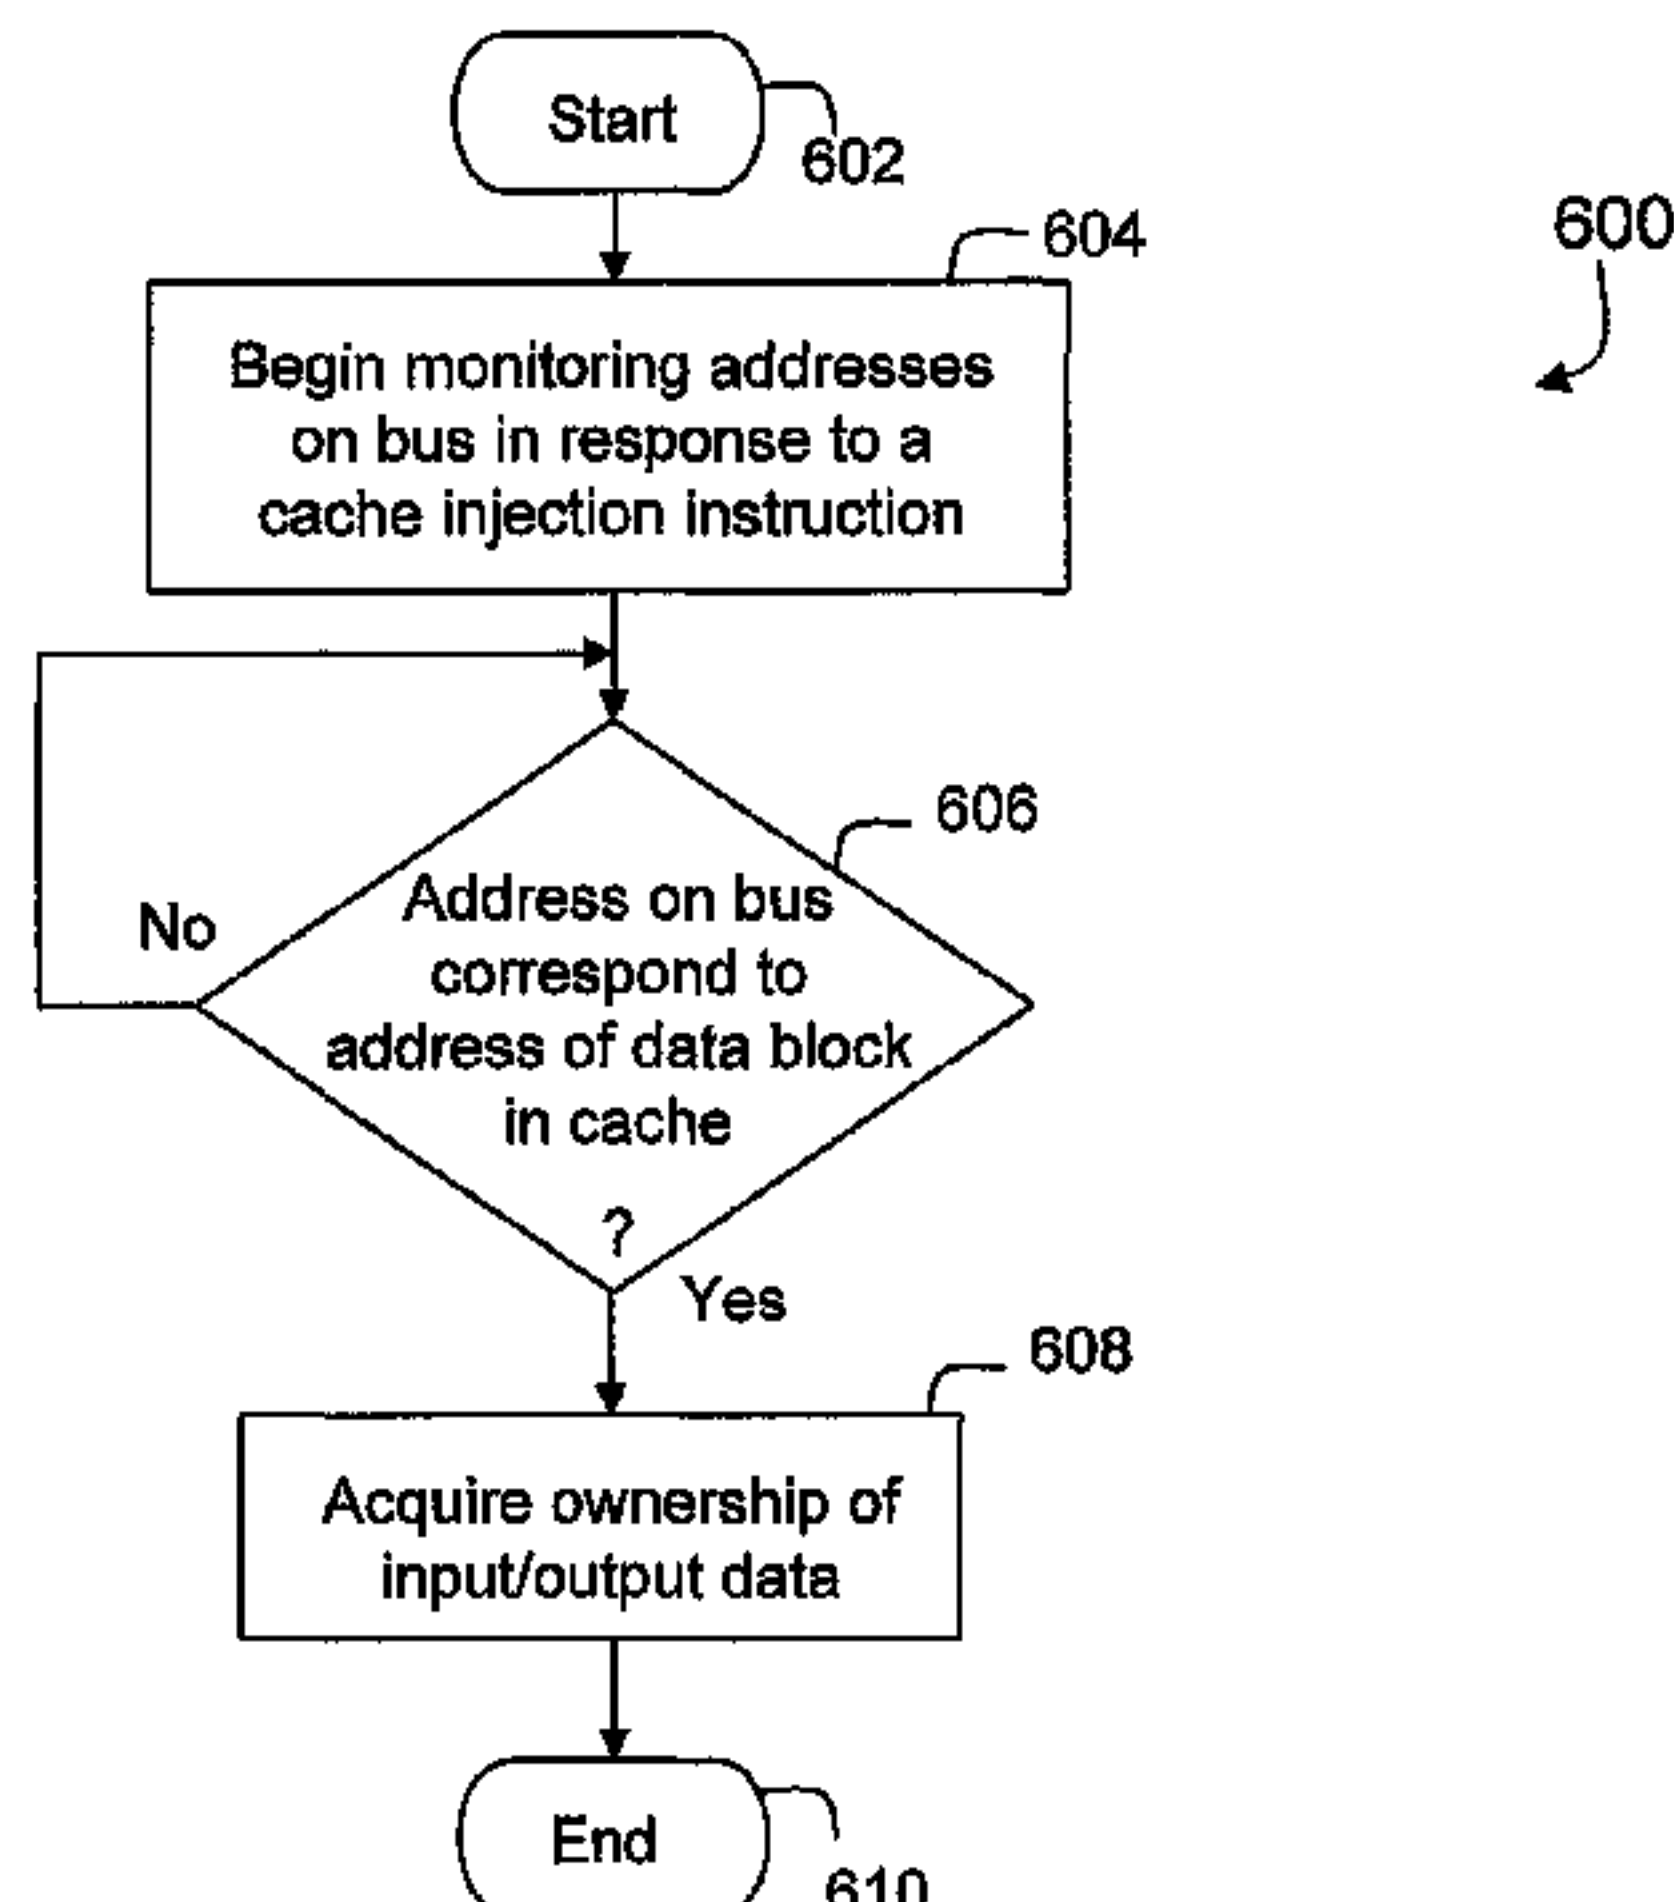 Start
602
604
600
Begin monitoring addresses
on bus in response to a
cache injection instruction
606
No
Address on bus
correspond to
address of data block
in cache
?
Yes
608
Acquire ownership of
input/output data
End
610